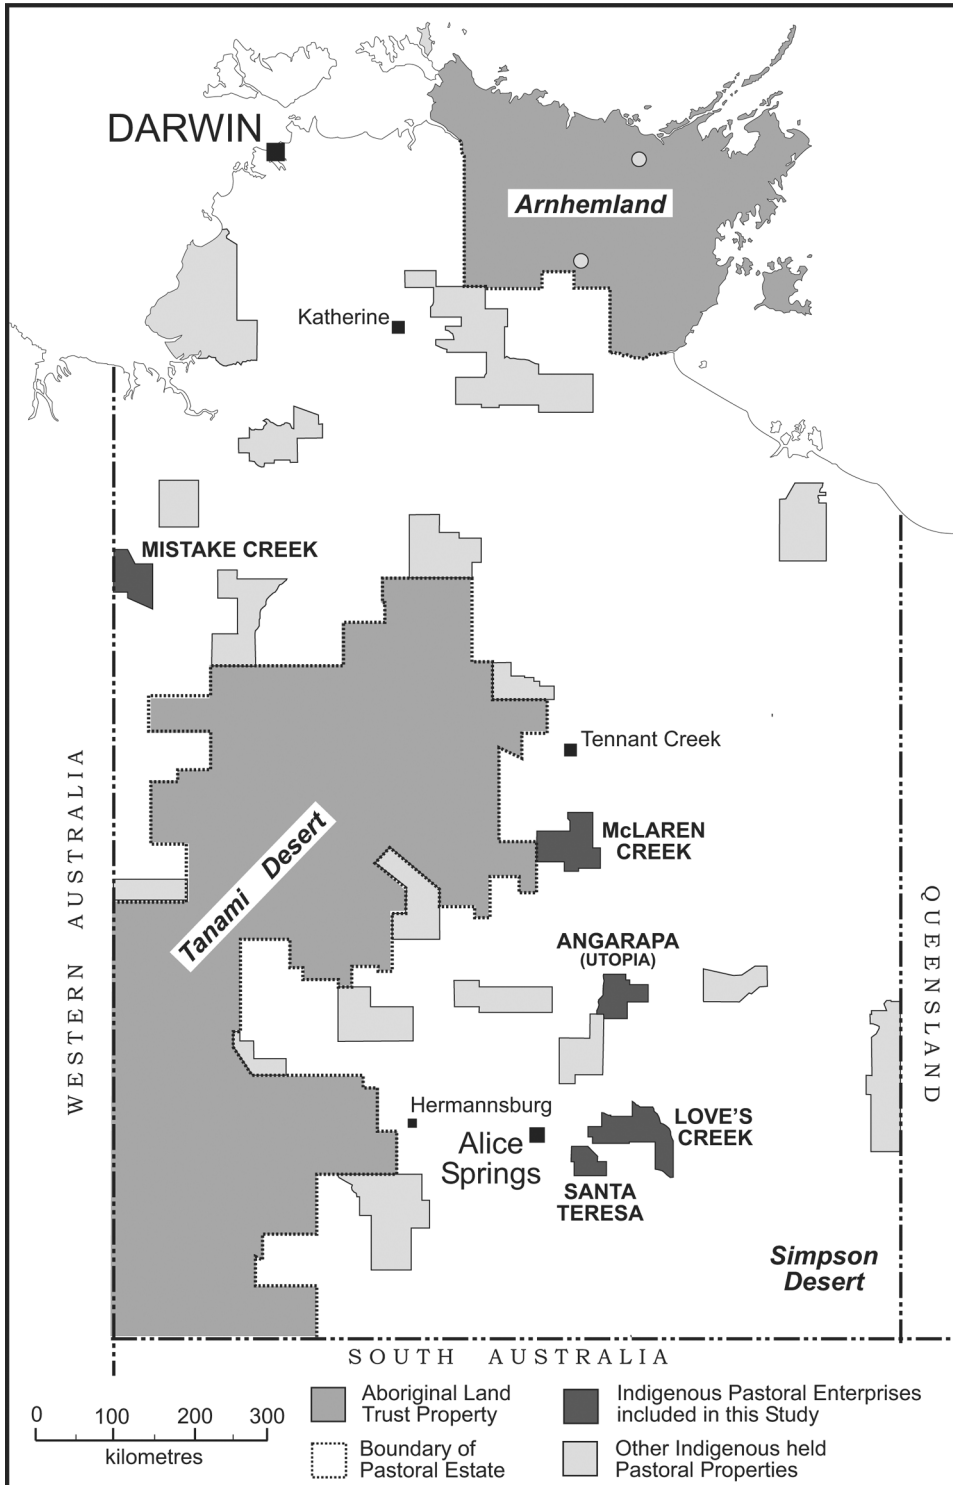 DARWIN
Arnhemland
Katherine
MISTAKE CREEK
Tennant Creek
WESTERN AUSTRALIA
Tanami Desert
McLAREN
CREEK
QUEENSLAND
ANGARAPA
(UTOPIA)
Hermannsburg
Alice
Springs
LOVE'S
CREEK
SANTA
TERESA
Simpson
Desert
SOUTH AUSTRALIA
0 100 200 300
kilometres
Aboriginal Land
Trust Property
Boundary of
Pastoral Estate
Indigenous Pastoral Enterprises
included in this Study
Other Indigenous held
Pastoral Properties